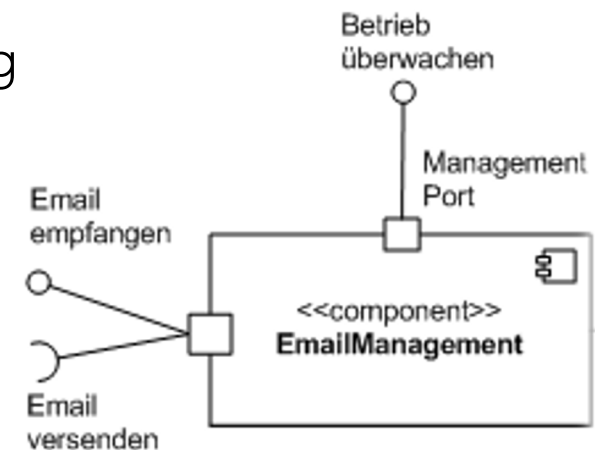 g
Betrieb
überwachen
Management
Port
Email
empfangen
<<component>>
EmailManagement
Email
versenden